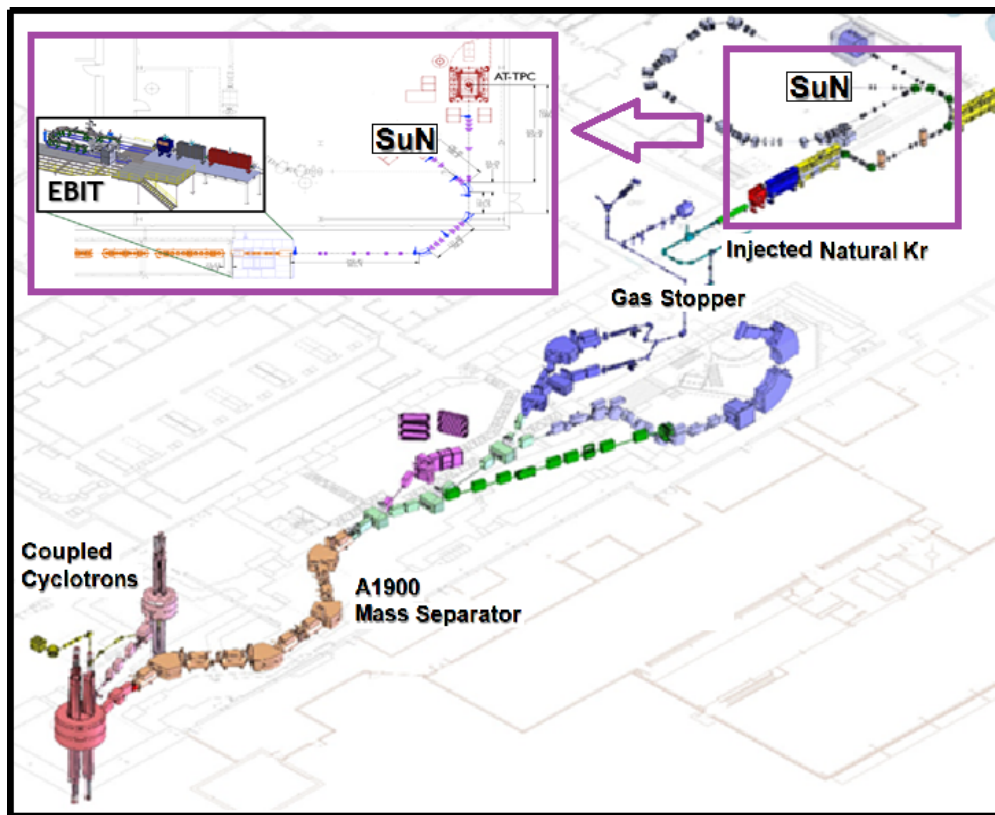 AT-TPC
SuN
EBIT
SuN
Injected Natural Kr
Gas Stopper
Coupled
Cyclotrons
A1900
Mass Separator